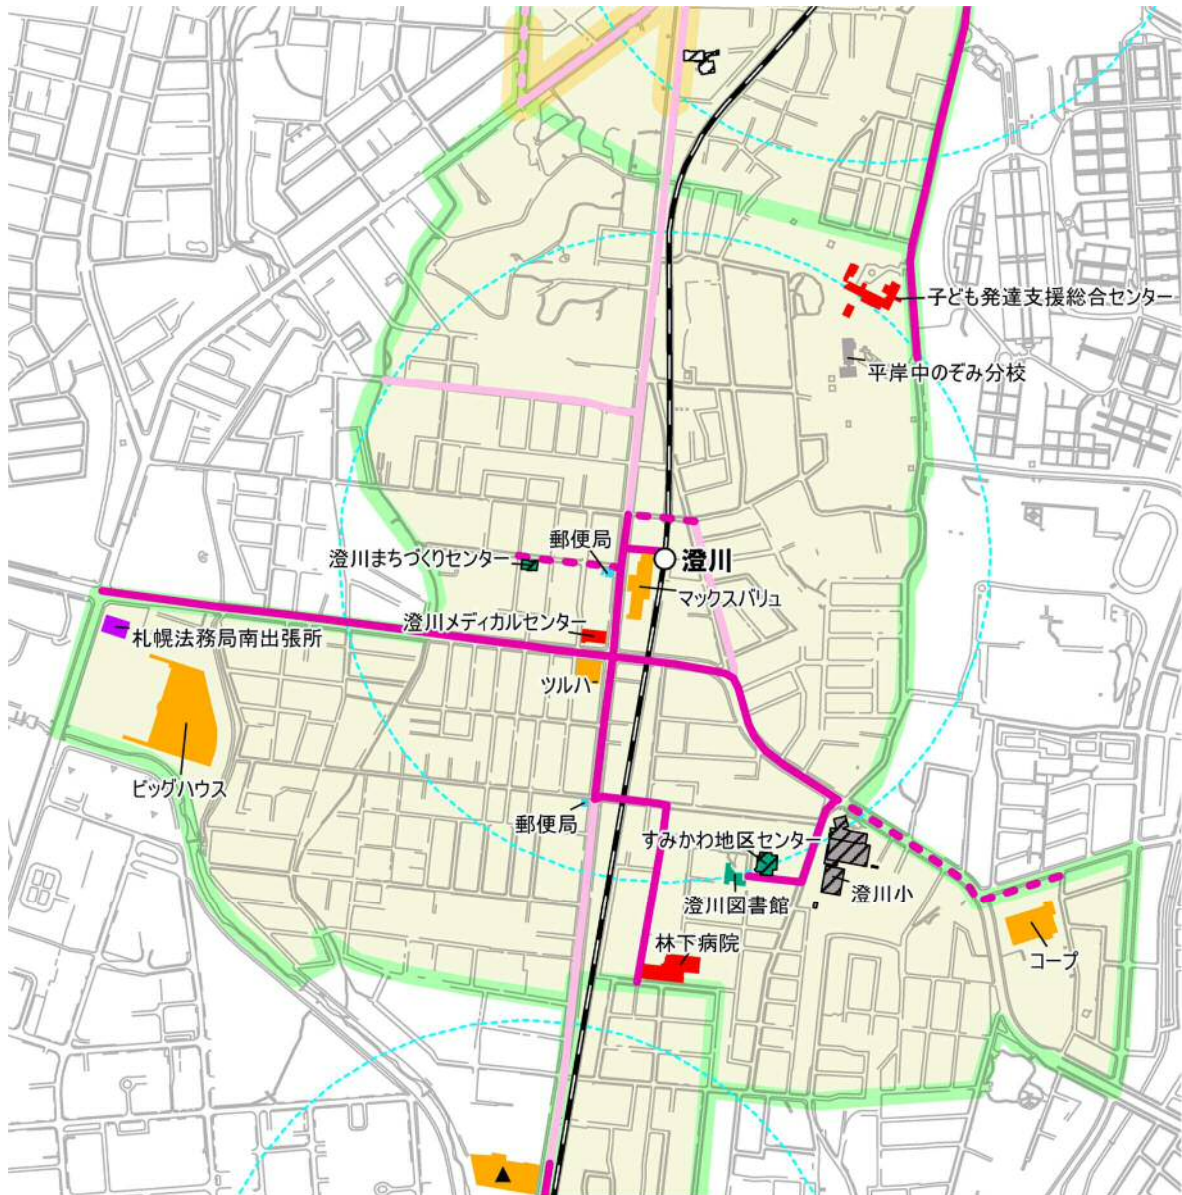 子ども発達支援総合センター
平岸中のぞみ分校
郵便局
澄川まちづくりセンター
澄川
マックスバリュ
澄川メディカルセンター
札幌法務局南出張所
ツルハ
ビッグハウス
郵便局
すみかわ地区センター
澄川小
澄川図書館
林下病院
コープ